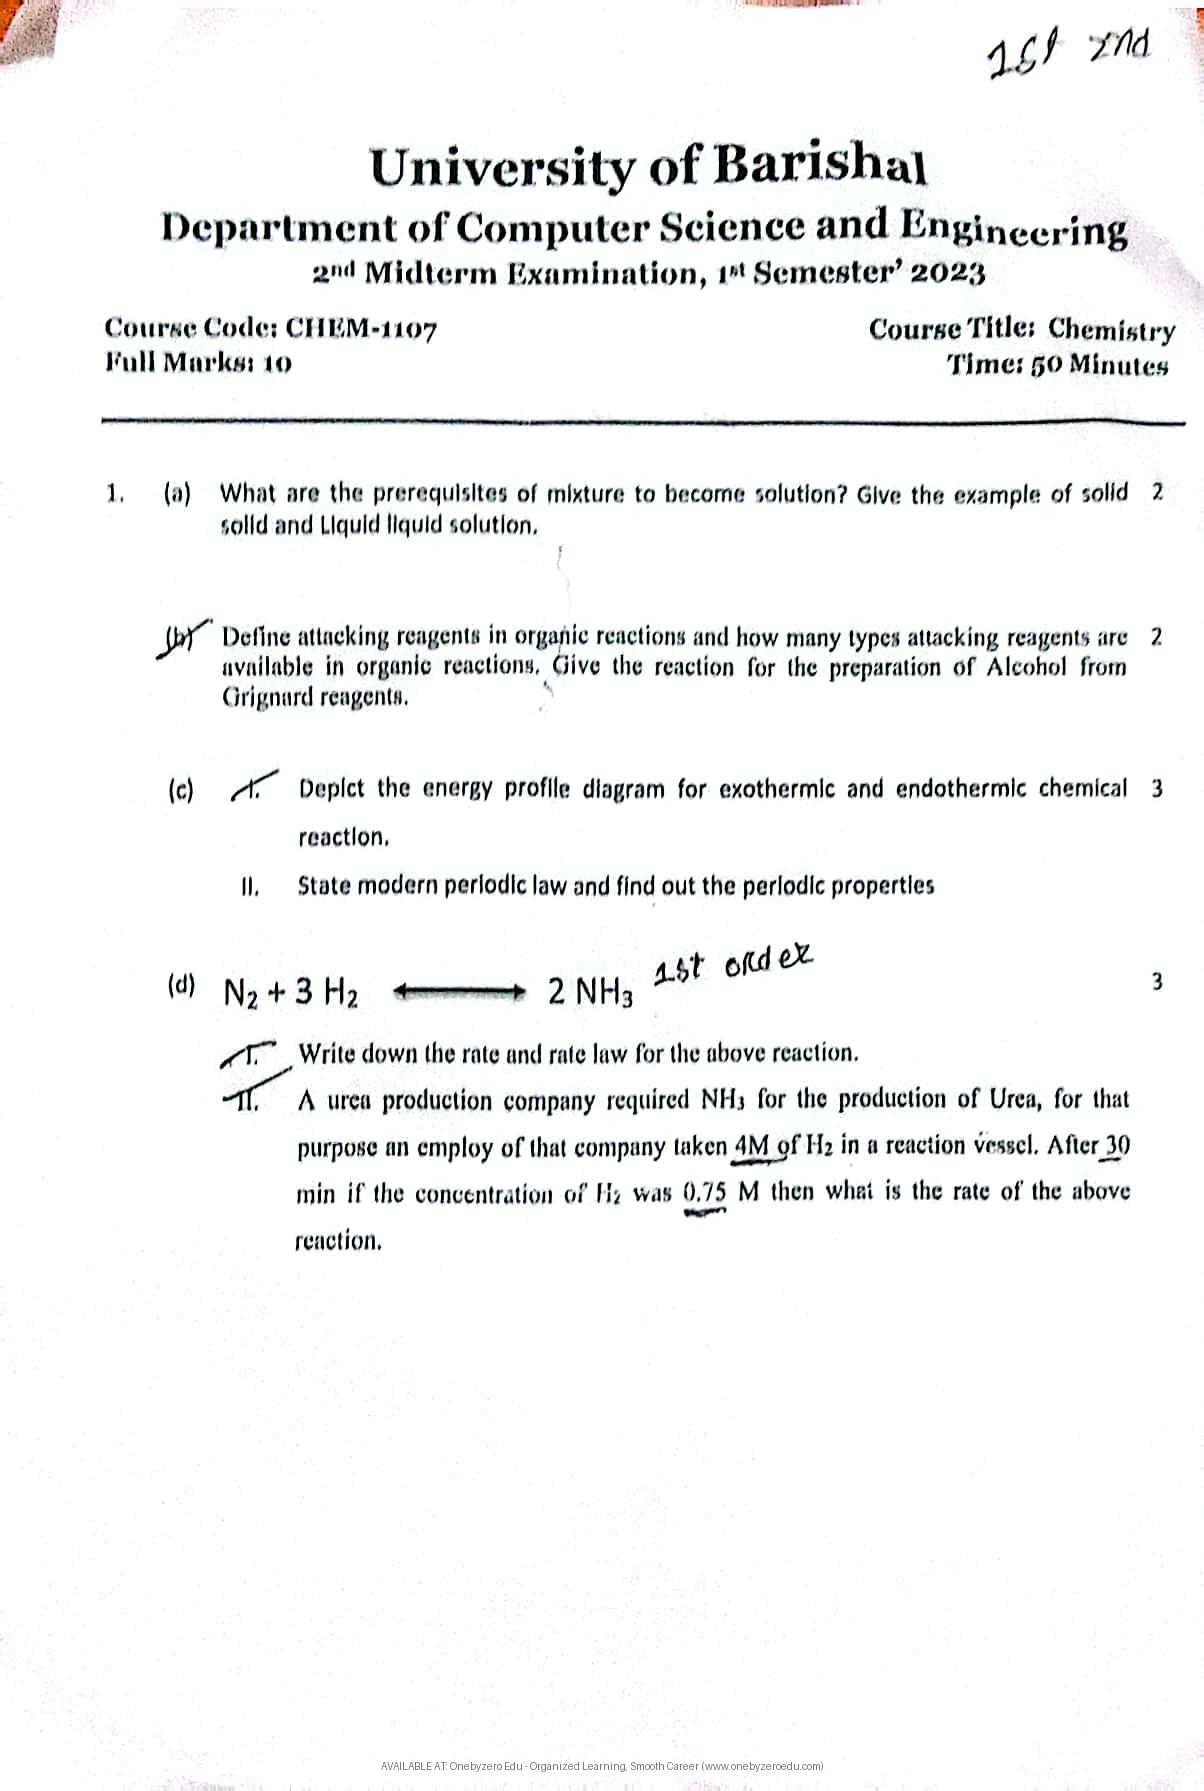 1st 2nd
University of Barishal
Department of Computer Science and Engineering
2nd Midterm Examination, 1st Semester' 2023
Course Code: CHEM-1107 Course Title: Chemistry
Full Marks: 10 Time: 50 Minutes
1. (a) What are the prerequisites of mixture to become solution? Give the example of solid 2
solid and Liquid liquid solution.
(b) Define attacking reagents in organic reactions and how many types attacking reagents are 2
available in organic reactions. Give the reaction for the preparation of Alcohol from
Grignard reagents.
(c) I. Depict the energy profile diagram for exothermic and endothermic chemical 3
reaction.
II. State modern periodic law and find out the periodic properties
(d) N₂ + 3 H₂ ⟷ 2 NH₃ 1st order 3
I. Write down the rate and rate law for the above reaction.
II. A urea production company required NH₃ for the production of Urea, for that
purpose an employ of that company taken 4M of H₂ in a reaction vessel. After 30
min if the concentration of H₂ was 0.75 M then what is the rate of the above
reaction.
AVAILABLE AT: Onebyzero Edu - Organized Learning, Smooth Career (www.onebyzeroedu.com)